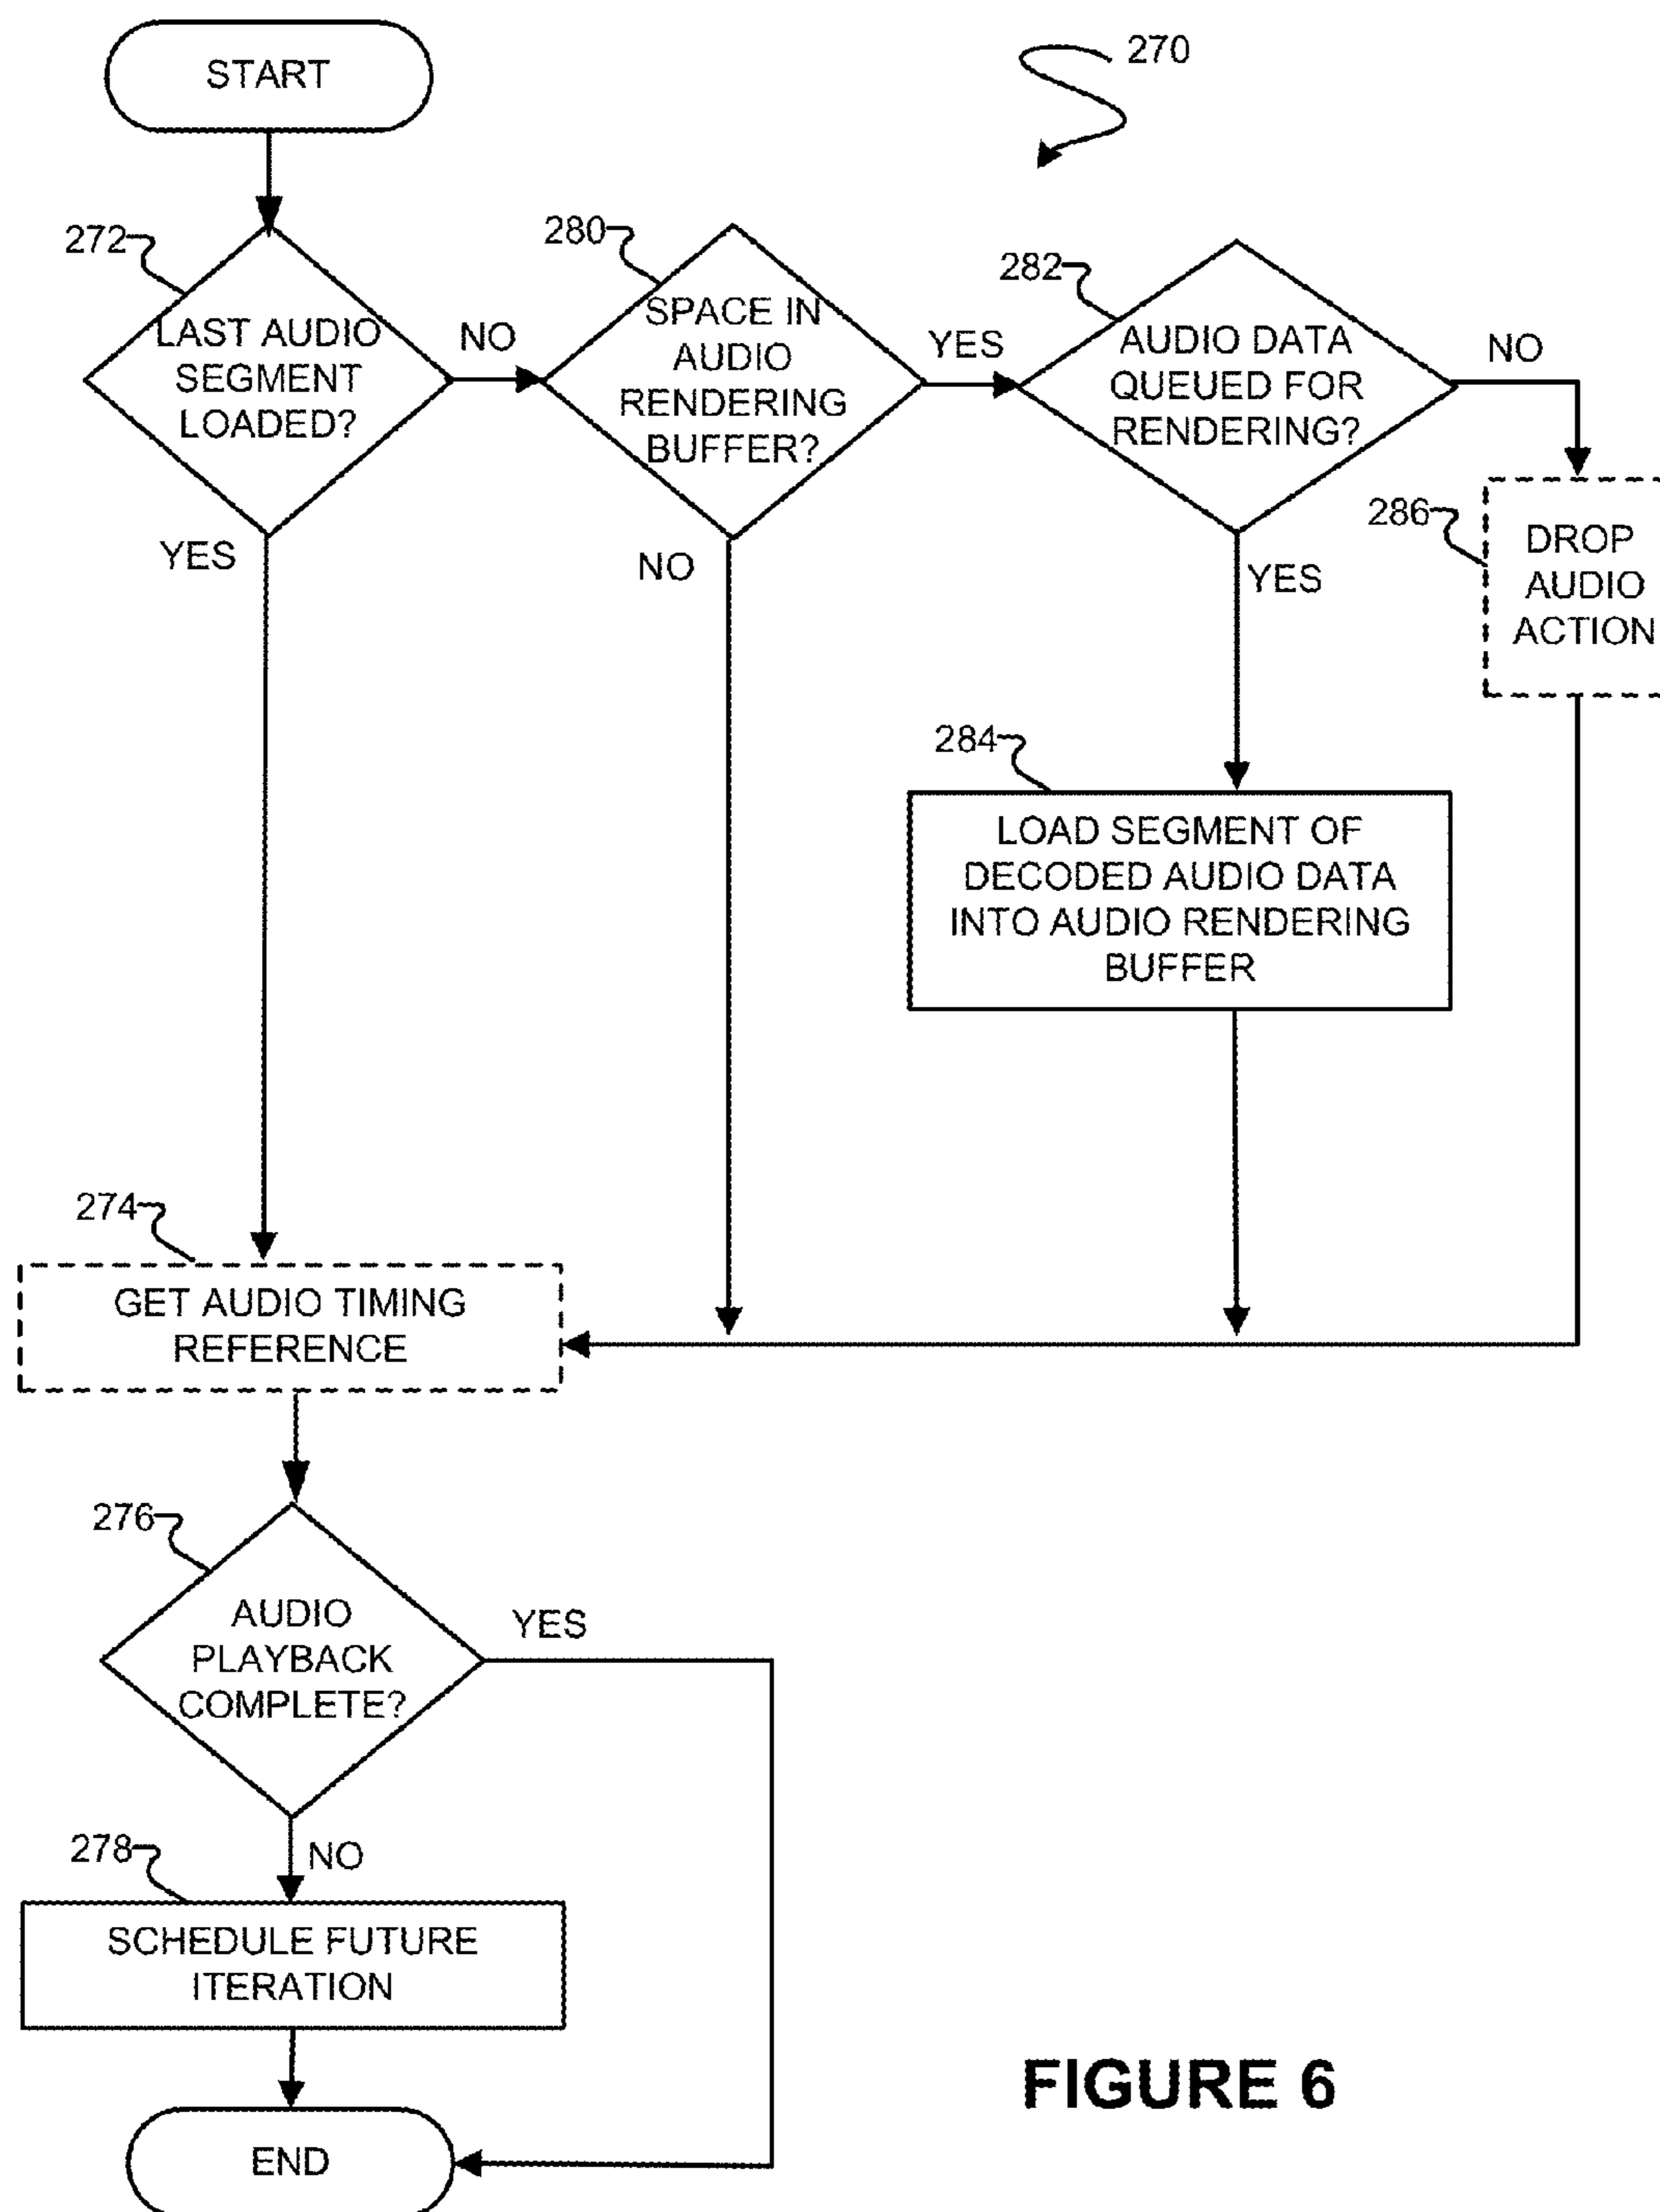 START
270
272
LAST AUDIO
SEGMENT
LOADED?
NO
YES
280
SPACE IN
AUDIO
RENDERING
BUFFER?
YES
NO
282
AUDIO DATA
QUEUED FOR
RENDERING?
NO
YES
286
DROP
AUDIO
ACTION
284
LOAD SEGMENT OF
DECODED AUDIO DATA
INTO AUDIO RENDERING
BUFFER
274
GET AUDIO TIMING
REFERENCE
276
AUDIO
PLAYBACK
COMPLETE?
YES
NO
278
SCHEDULE FUTURE
ITERATION
END
FIGURE 6